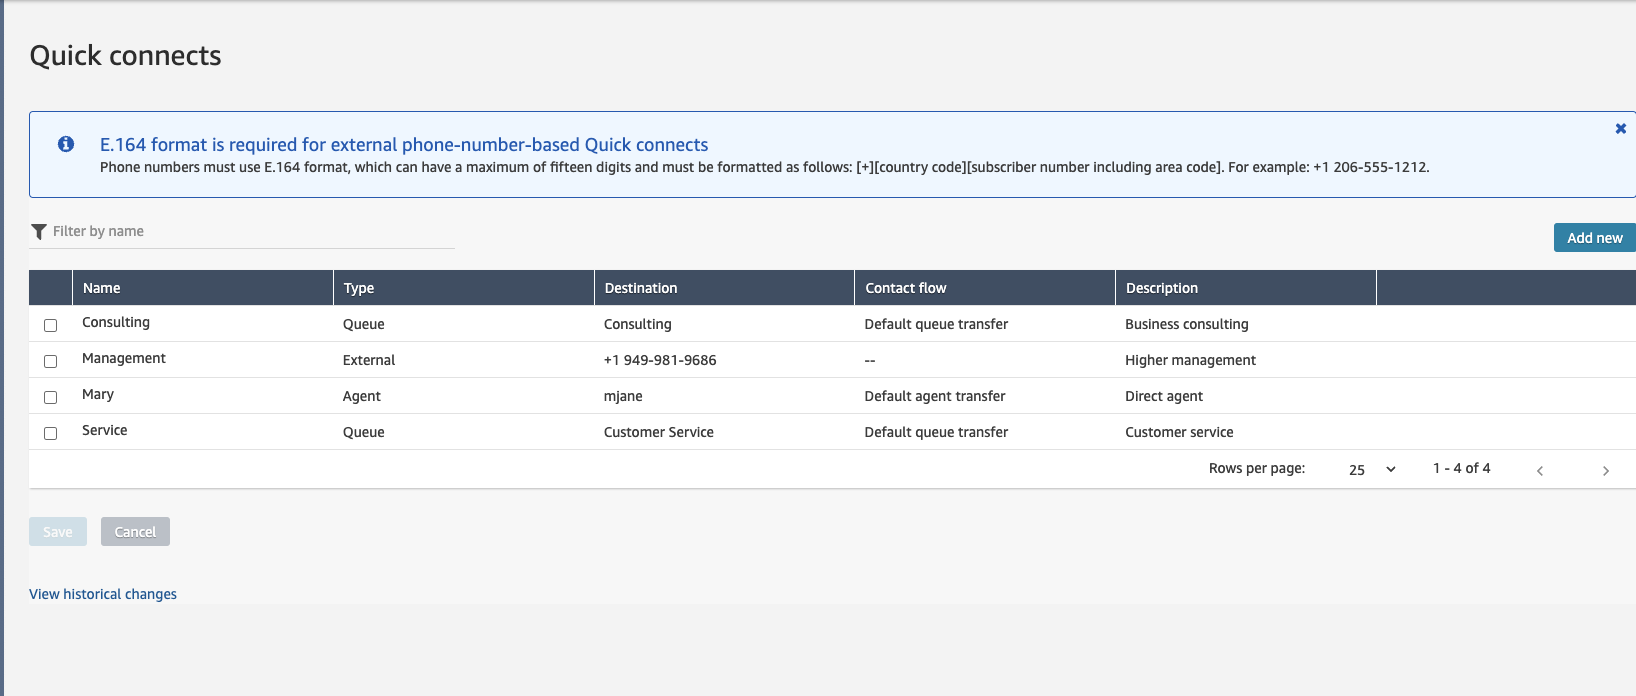 Quick connects
E.164 format is required for external phone-number-based Quick connects
Phone numbers must use E.164 format, which can have a maximum of fifteen digits and must be formatted as follows: [+][country code][subscriber number including area code]. For example: +1 206-555-1212.
Filter by name
Add new
Name Type Destination Contact flow Description
Consulting Queue Consulting Default queue transfer Business consulting
Management External +1 949-981-9686 -- Higher management
Mary Agent mjane Default agent transfer Direct agent
Service Queue Customer Service Default queue transfer Customer service
Rows per page: 25 1 - 4 of 4
Save Cancel
View historical changes